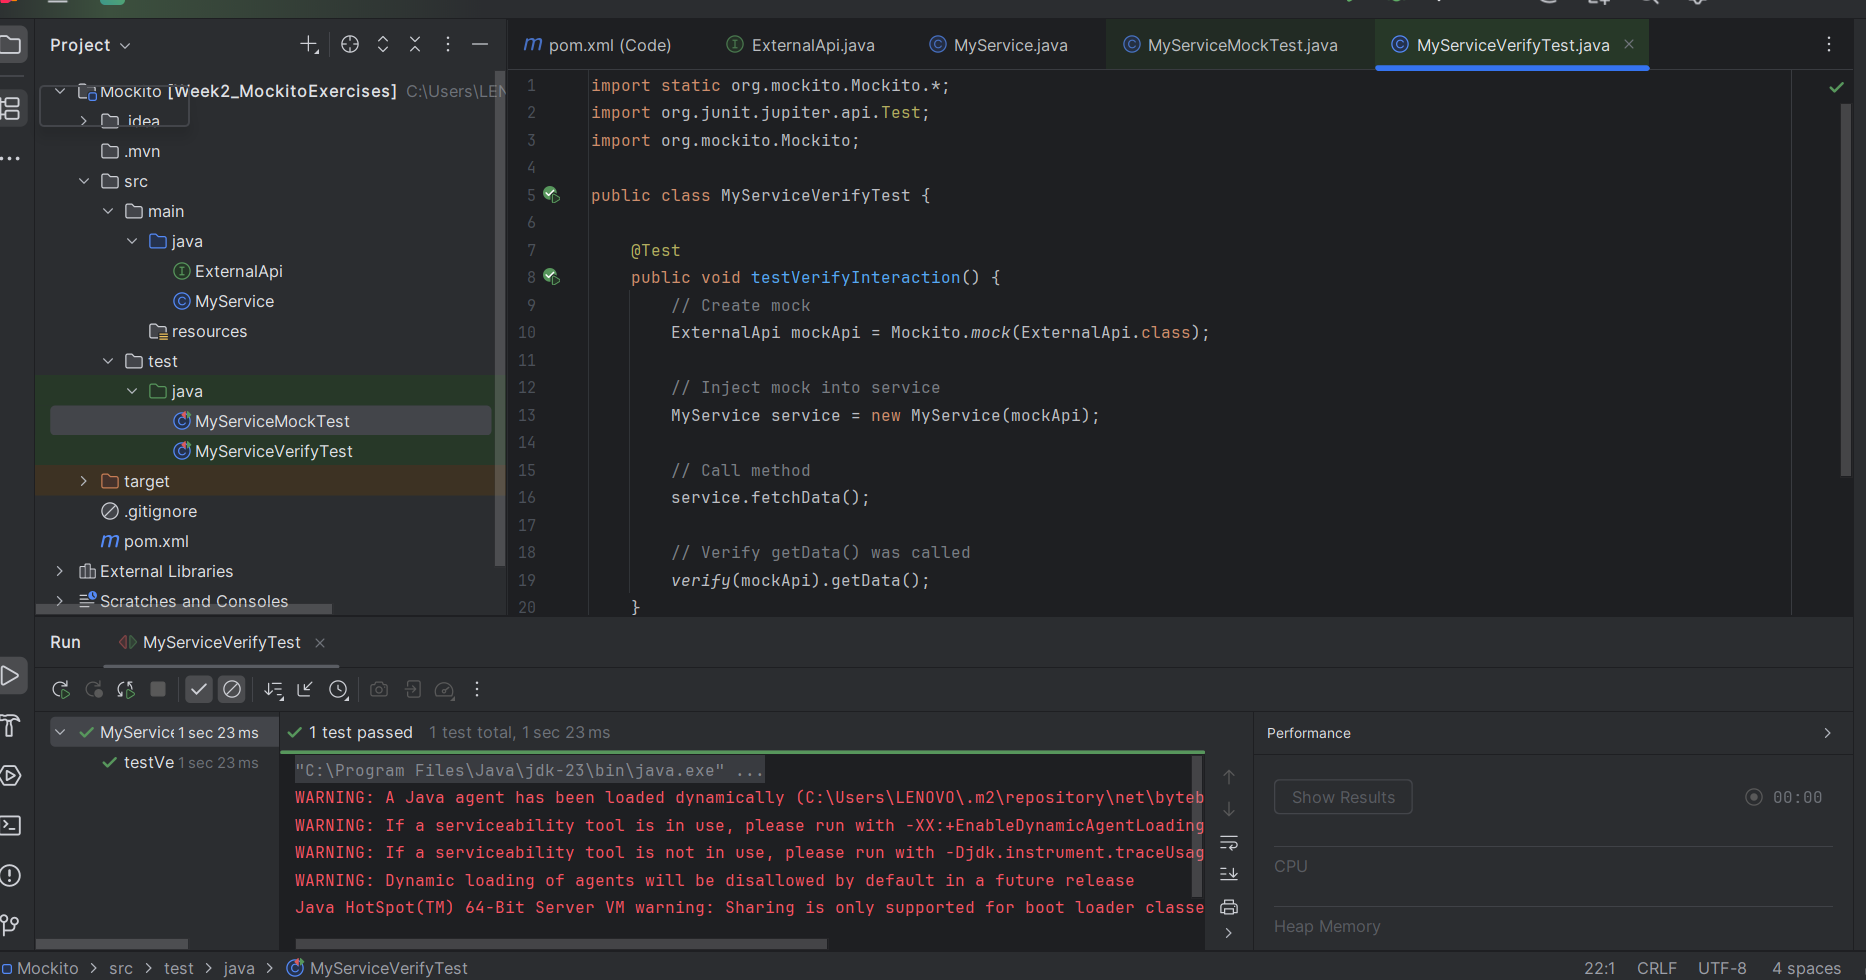 Project
Mockito [Week2_MockitoExercises] C:\Users\LEN
.idea
.mvn
src
main
java
ExternalApi
MyService
resources
test
java
MyServiceMockTest
MyServiceVerifyTest
target
.gitignore
m pom.xml
External Libraries
Scratches and Consoles
m pom.xml (Code) ExternalApi.java MyService.java MyServiceMockTest.java MyServiceVerifyTest.java
1 import static org.mockito.Mockito.*;
2 import org.junit.jupiter.api.Test;
3 import org.mockito.Mockito;
4
5 public class MyServiceVerifyTest {
6
7 @Test
8 public void testVerifyInteraction() {
9 // Create mock
10 ExternalApi mockApi = Mockito.mock(ExternalApi.class);
11
12 // Inject mock into service
13 MyService service = new MyService(mockApi);
14
15 // Call method
16 service.fetchData();
17
18 // Verify getData() was called
19 verify(mockApi).getData();
20 }
Run MyServiceVerifyTest
MyService 1 sec 23 ms
testVe 1 sec 23 ms
1 test passed 1 test total, 1 sec 23 ms
"C:\Program Files\Java\jdk-23\bin\java.exe" ...
WARNING: A Java agent has been loaded dynamically (C:\Users\LENOVO\.m2\repository\net\byteb
WARNING: If a serviceability tool is in use, please run with -XX:+EnableDynamicAgentLoading
WARNING: If a serviceability tool is not in use, please run with -Djdk.instrument.traceUsag
WARNING: Dynamic loading of agents will be disallowed by default in a future release
Java HotSpot(TM) 64-Bit Server VM warning: Sharing is only supported for boot loader classe
Performance
Show Results 00:00
CPU
Heap Memory
Mockito > src > test > java > MyServiceVerifyTest
22:1 CRLF UTF-8 4 spaces